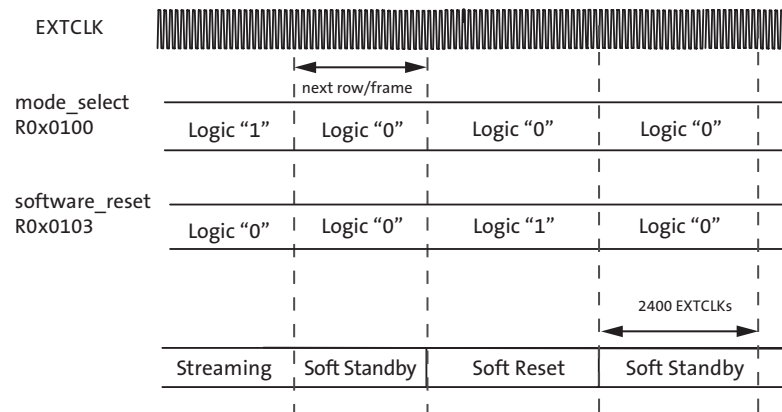 EXTCLK
next row/frame
mode_select
R0x0100
Logic “1” Logic “0” Logic “0” Logic “0”
software_reset
R0x0103
Logic “0” Logic “0” Logic “1” Logic “0”
2400 EXTCLKs
Streaming Soft Standby Soft Reset Soft Standby